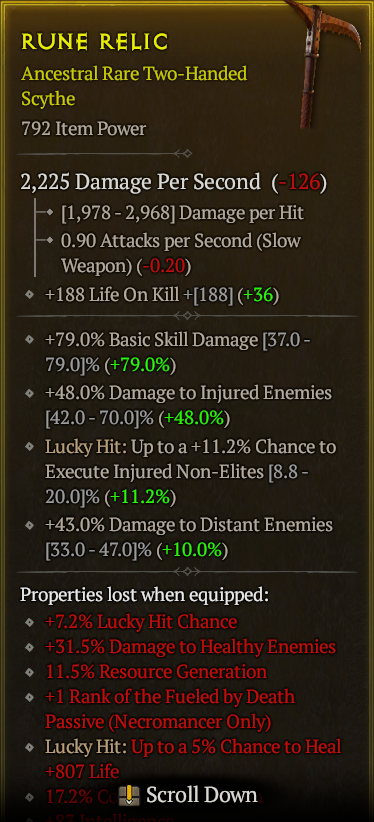 RUNE RELIC
Ancestral Rare Two-Handed
Scythe
792 Item Power
2,225 Damage Per Second (-126)
[1,978 - 2,968] Damage per Hit
0.90 Attacks per Second (Slow
Weapon) (-0.20)
+188 Life On Kill +[188] (+36)
+79.0% Basic Skill Damage [37.0 -
79.0]% (+79.0%)
+48.0% Damage to Injured Enemies
[42.0 - 70.0]% (+48.0%)
Lucky Hit: Up to a +11.2% Chance to
Execute Injured Non-Elites [8.8 -
20.0]% (+11.2%)
+43.0% Damage to Distant Enemies
[33.0 - 47.0]% (+10.0%)
Properties lost when equipped:
+7.2% Lucky Hit Chance
+31.5% Damage to Healthy Enemies
11.5% Resource Generation
+1 Rank of the Fueled by Death
Passive (Necromancer Only)
Lucky Hit: Up to a 5% Chance to Heal
+807 Life
17.2%
Scroll Down